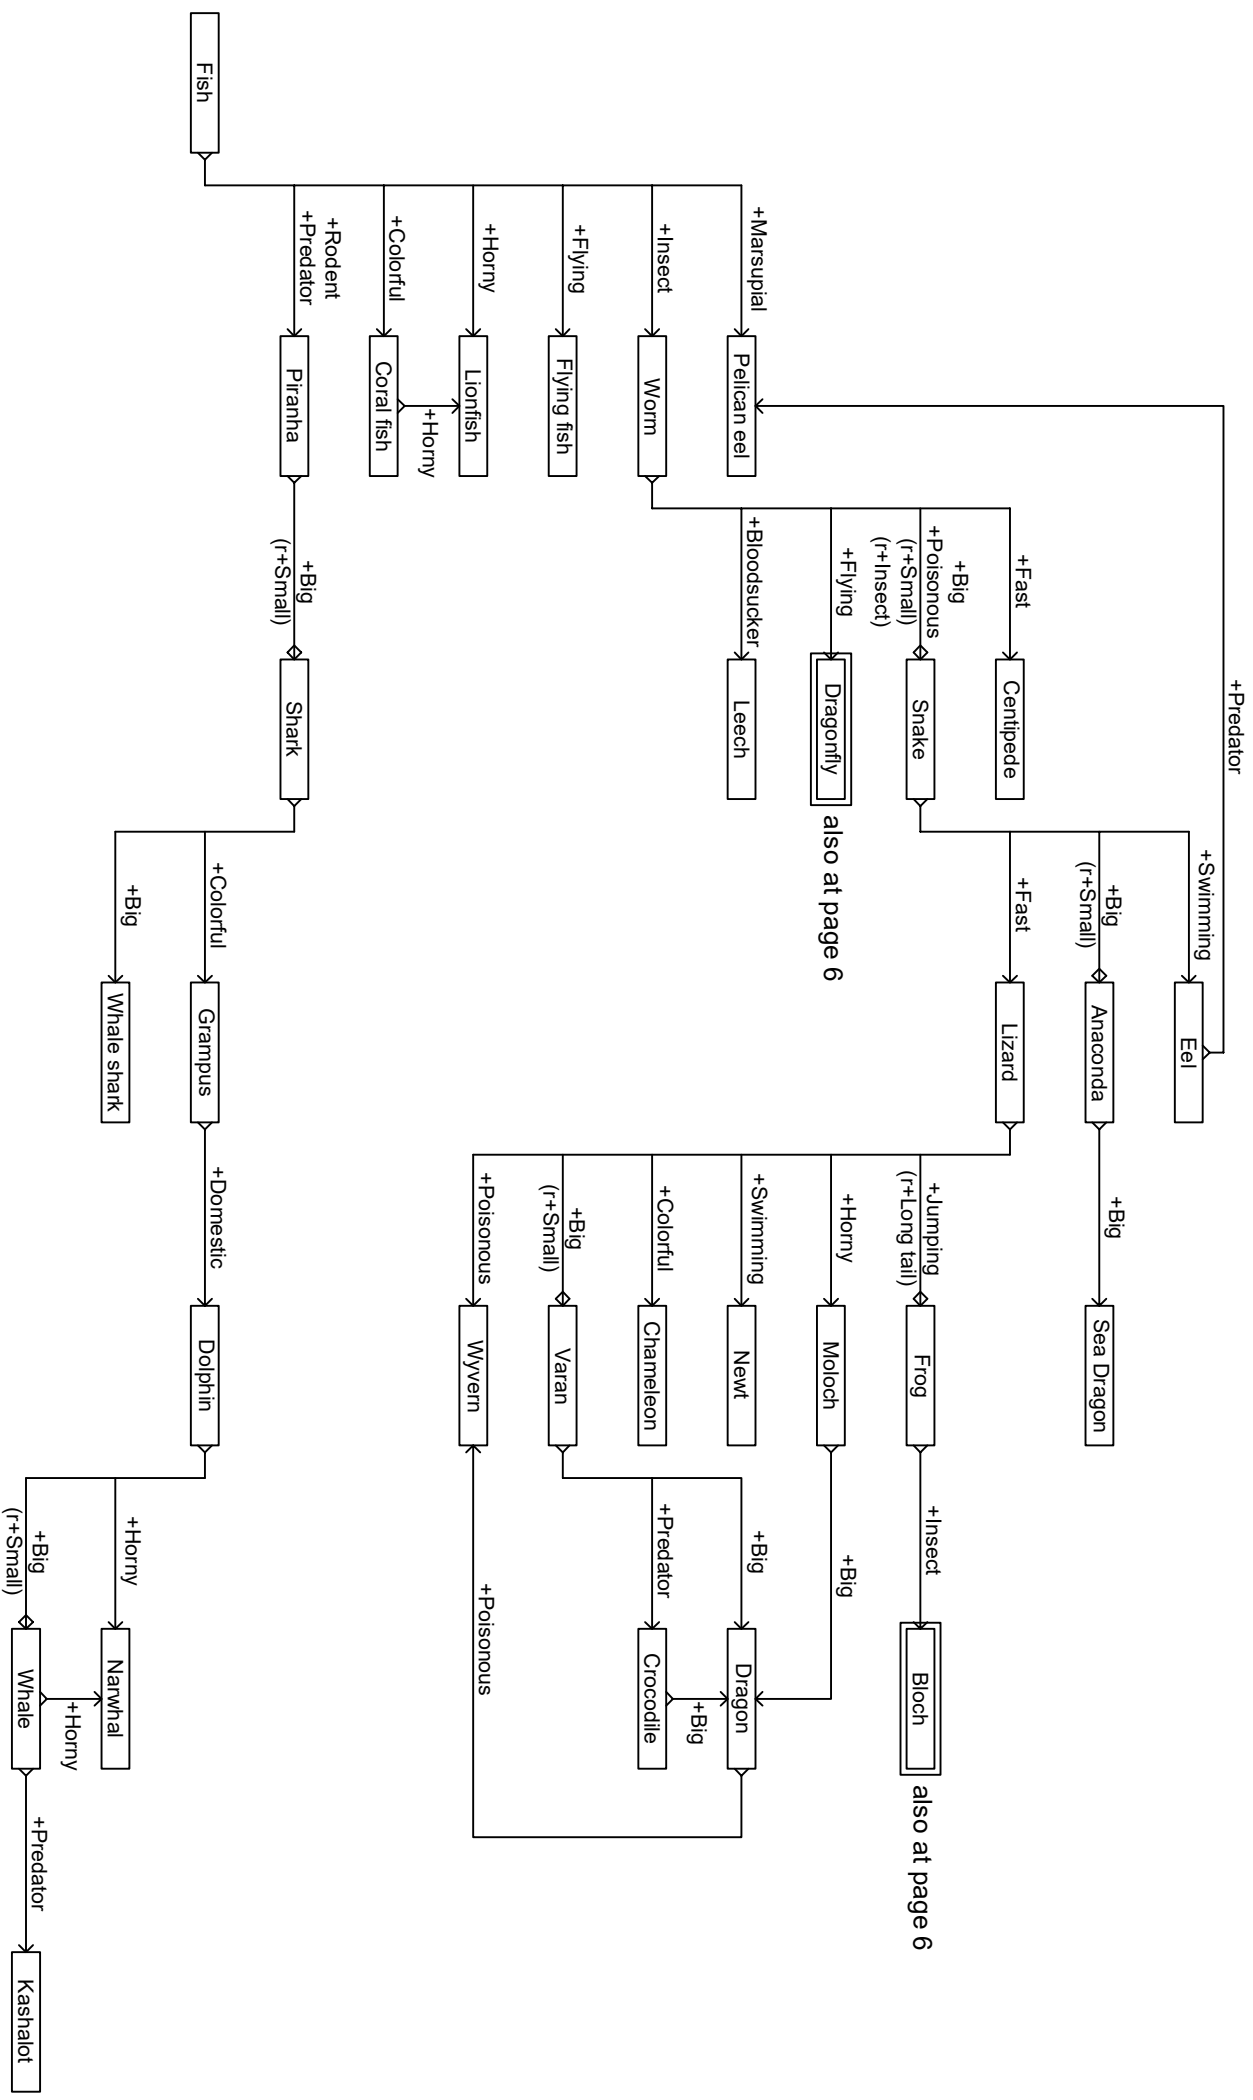 +Predator
+Swimming
Eel
+Big
(r+Small)
Anaconda
+Big
Sea Dragon
+Fast
Centipede
+Fast
Lizard
+Big
+Poisonous
(r+Small)
(r+Insect)
Snake
+Jumping
(r+Long tail)
Frog
+Insect
Bloch
also at page 6
+Flying
Dragonfly
also at page 6
+Horny
Moloch
+Big
+Marsupial
Pelican eel
+Bloodsucker
Leech
+Swimming
Newt
+Big
Dragon
+Big
+Insect
Worm
+Colorful
Chameleon
+Predator
Crocodile
+Flying
Flying fish
+Big
(r+Small)
Varan
+Horny
Lionfish
+Poisonous
Wyvern
+Poisonous
+Horny
+Colorful
Coral fish
+Rodent
+Predator
Piranha
+Big
(r+Small)
Shark
Fish
+Colorful
Grampus
+Domestic
Dolphin
+Big
Whale shark
+Horny
Narwhal
+Horny
+Big
(r+Small)
Whale
+Predator
Kashalot